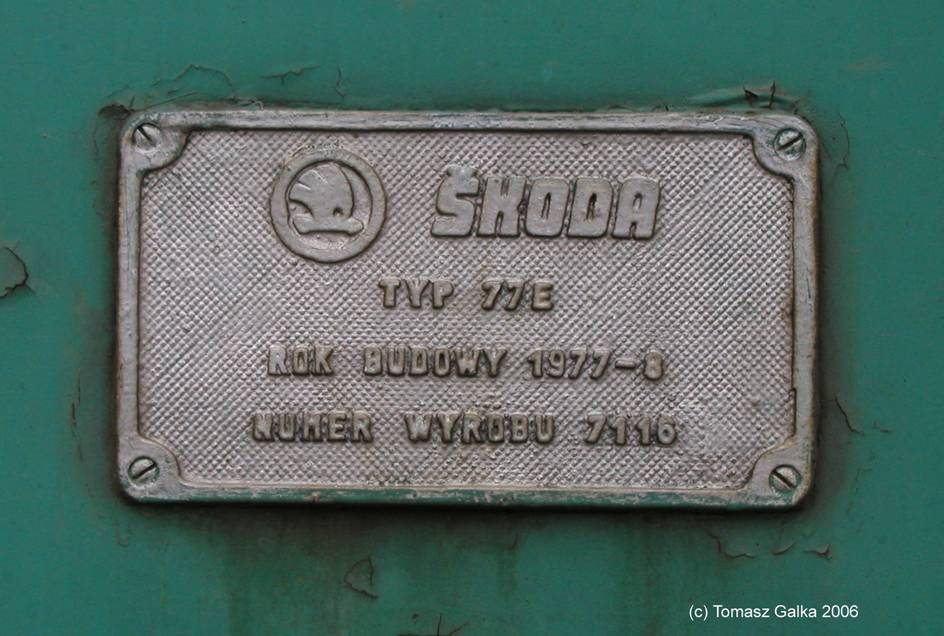 ŠKODA
TYP 77E
ROK BUDOWY 1977-8
NUMER WYROBU 7116
(c) Tomasz Galka 2006